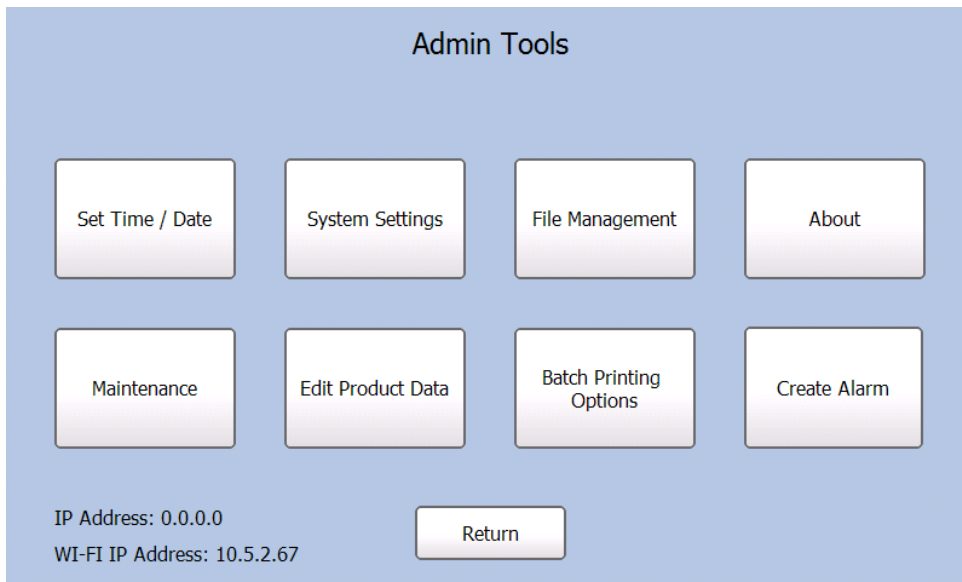 Admin Tools
Set Time / Date
System Settings
File Management
About
Maintenance
Edit Product Data
Batch Printing
Options
Create Alarm
IP Address: 0.0.0.0
WI-FI IP Address: 10.5.2.67
Return